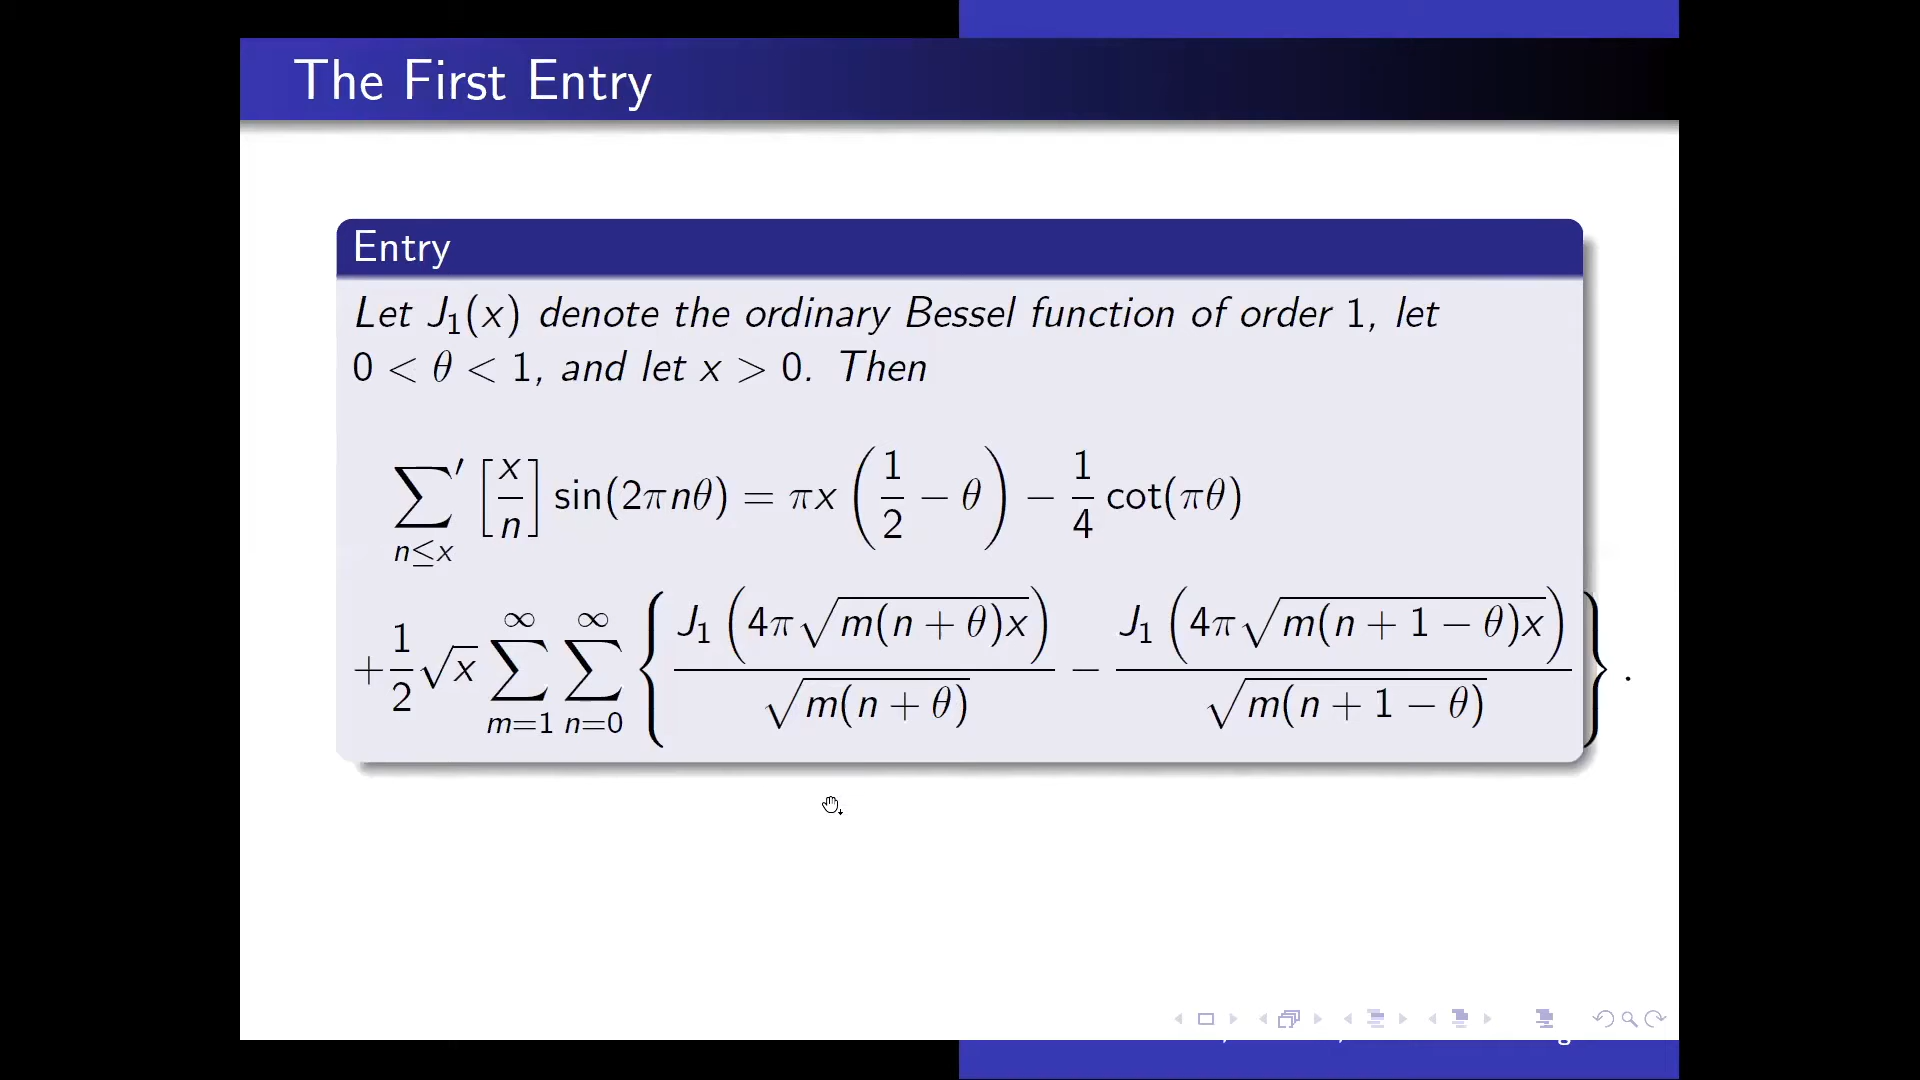 The First Entry
Entry
Let J₁(x) denote the ordinary Bessel function of order 1, let
0 < θ < 1, and let x > 0. Then
∑′_{n≤x} [x/n] sin(2πnθ) = πx (1/2 − θ) − 1/4 cot(πθ)
+ 1/2 √x ∑_{m=1}^{∞} ∑_{n=0}^{∞} { J₁(4π√(m(n + θ)x)) / √(m(n + θ)) − J₁(4π√(m(n + 1 − θ)x)) / √(m(n + 1 − θ)) } .